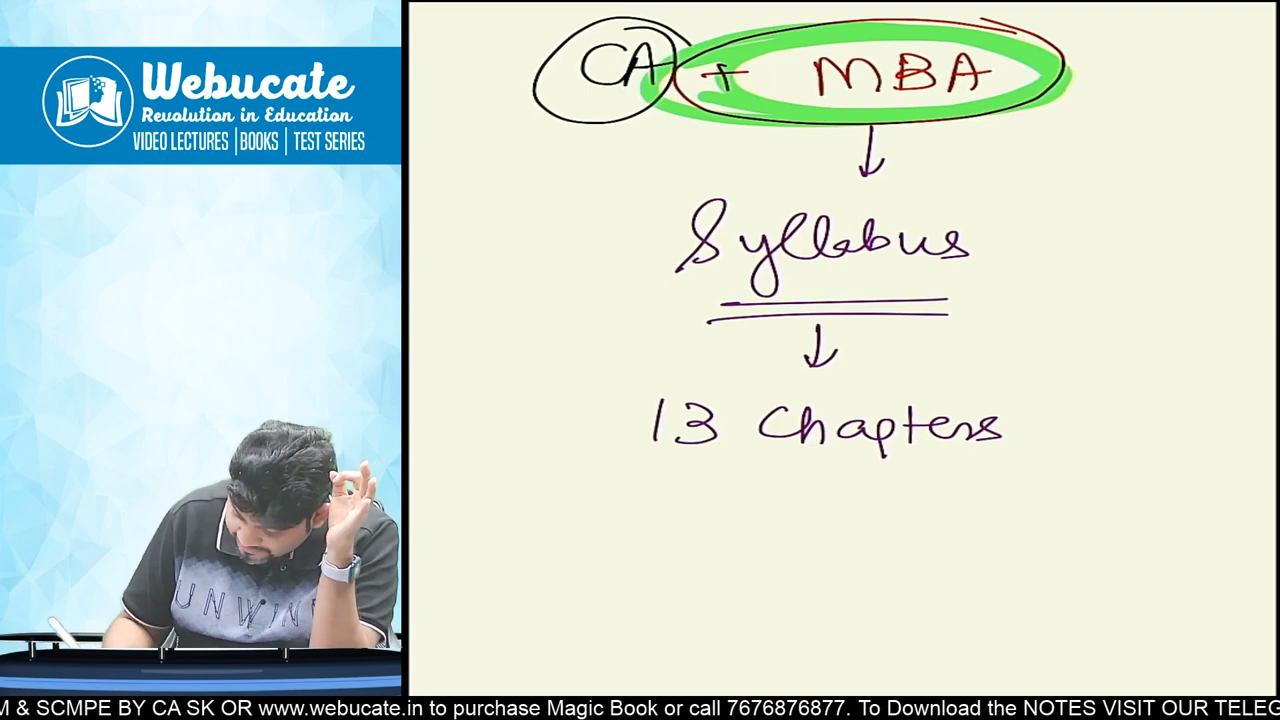 Webucate
Revolution in Education
VIDEO LECTURES | BOOKS | TEST SERIES
CA + MBA
Syllabus
13 Chapters
UNWIN
M & SCMPE BY CA SK OR www.webucate.in to purchase Magic Book or call 7676876877. To Download the NOTES VISIT OUR TELEG